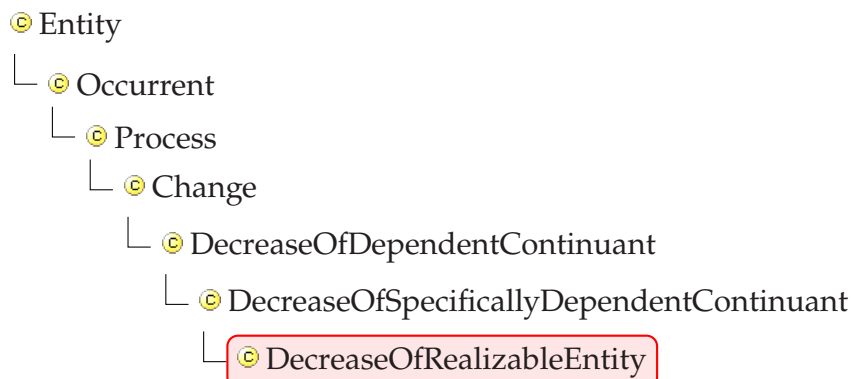 Entity
Occurrent
Process
Change
DecreaseOfDependentContinuant
DecreaseOfSpecificallyDependentContinuant
DecreaseOfRealizableEntity